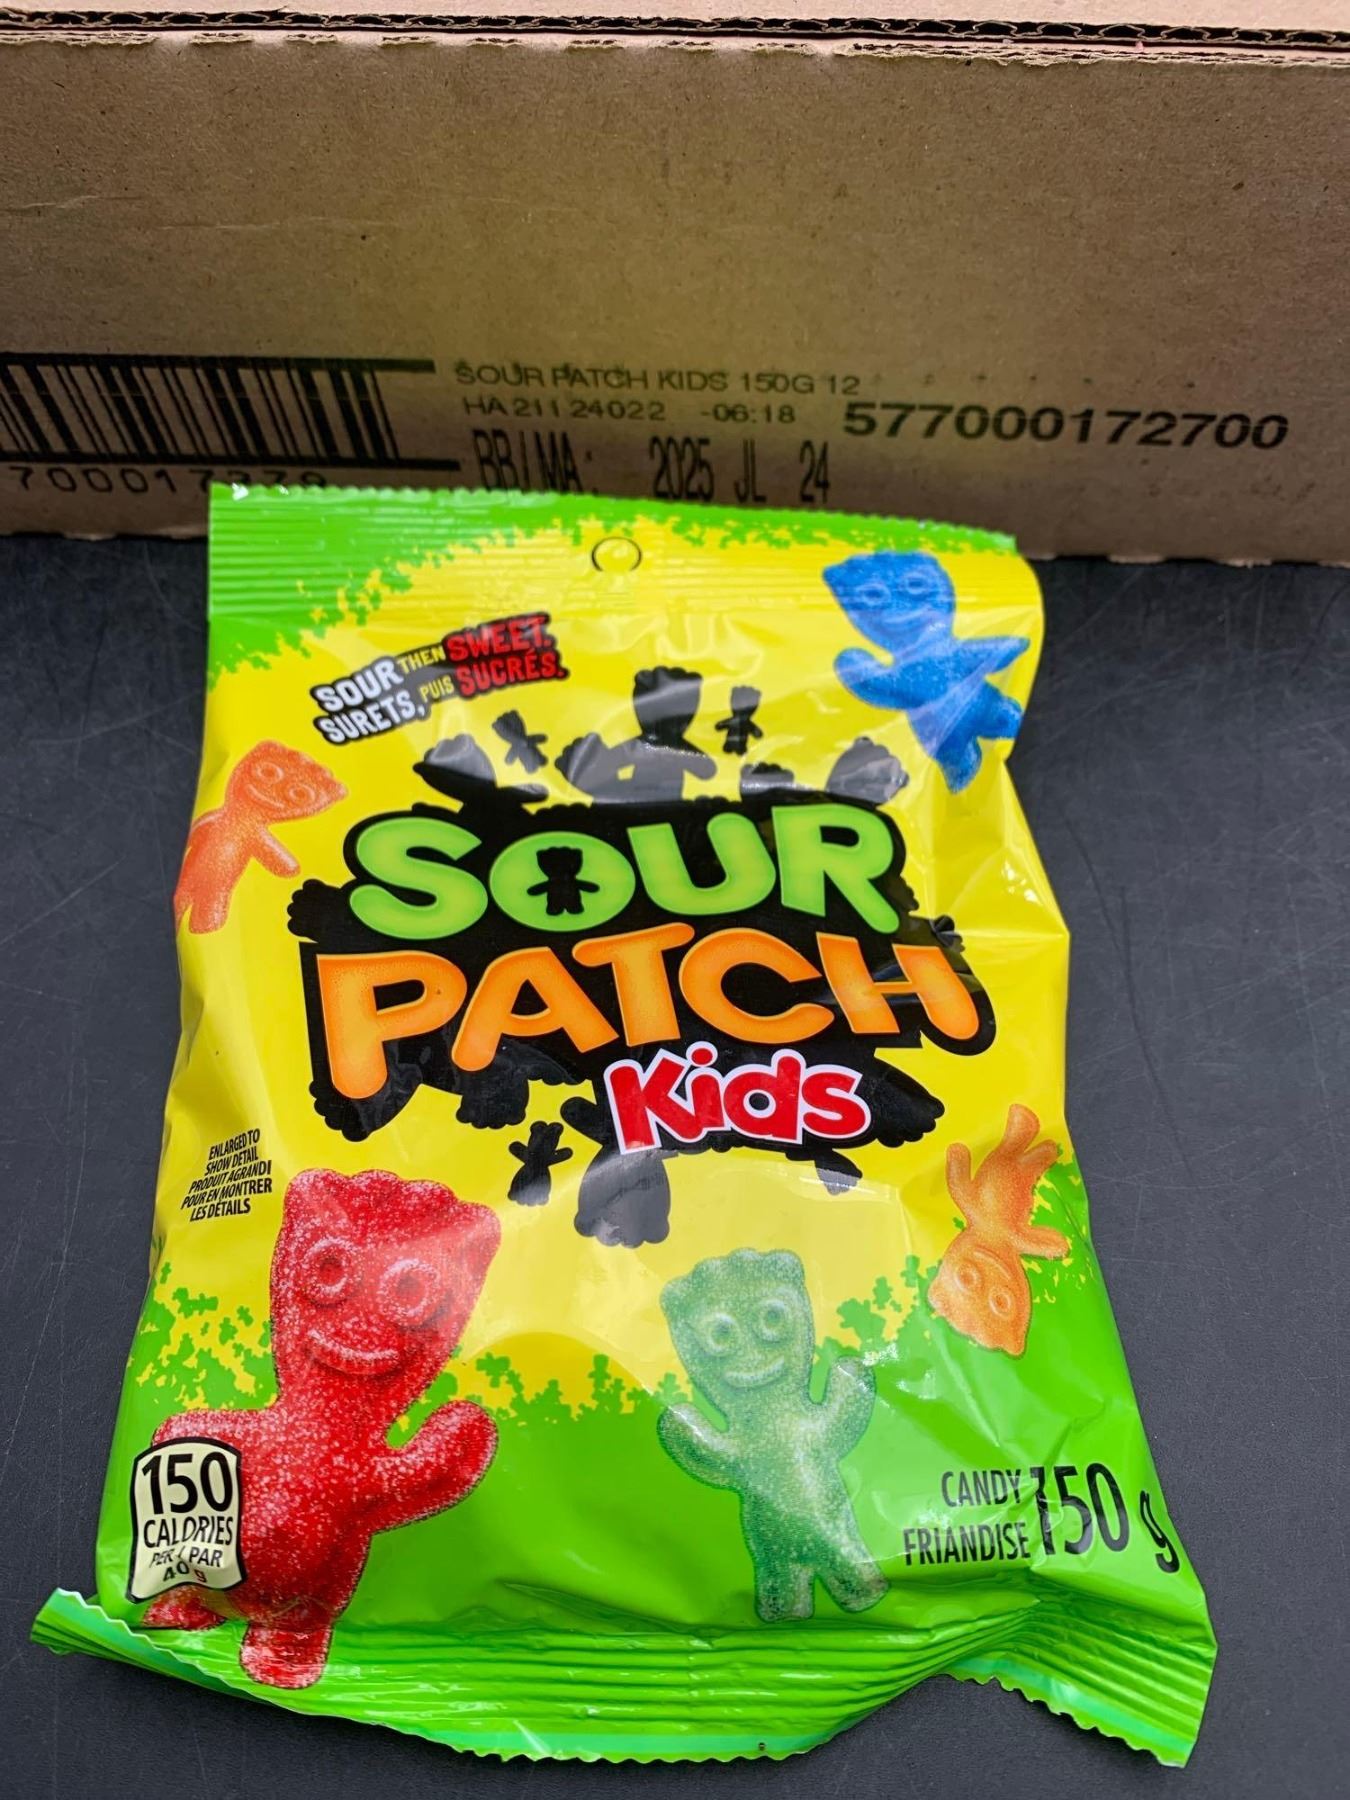 SOUR PATCH KIDS 150G 12
HA 211 24022 -06:18 577000172700
BB/MA: 2025 JL 24
SOUR THEN SWEET.
SURETS, PUIS SUCRÉS.
SOUR
PATCH
Kids
ENLARGED TO
SHOW DETAIL
PRODUIT AGRANDI
POUR EN MONTRER
LES DÉTAILS
150
CALORIES
PER / PAR
40 g
CANDY
FRIANDISE 150 g